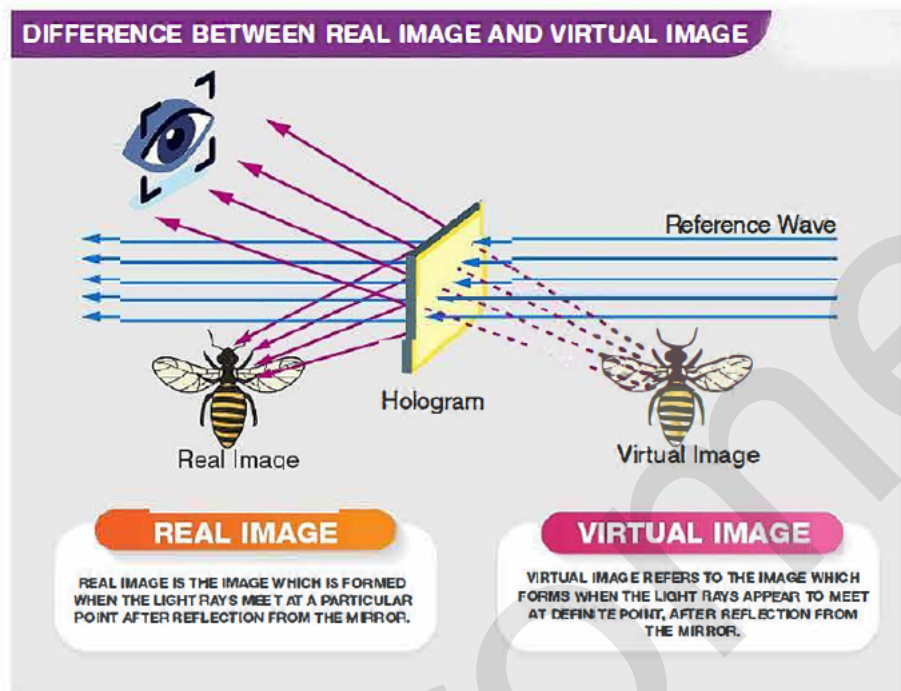 DIFFERENCE BETWEEN REAL IMAGE AND VIRTUAL IMAGE
Reference Wave
Hologram
Real Image
Virtual Image
REAL IMAGE
REAL IMAGE IS THE IMAGE WHICH IS FORMED
WHEN THE LIGHT RAYS MEET AT A PARTICULAR
POINT AFTER REFLECTION FROM THE MIRROR.
VIRTUAL IMAGE
VIRTUAL IMAGE REFERS TO THE IMAGE WHICH
FORMS WHEN THE LIGHT RAYS APPEAR TO MEET
AT DEFINITE POINT, AFTER REFLECTION FROM
THE MIRROR.